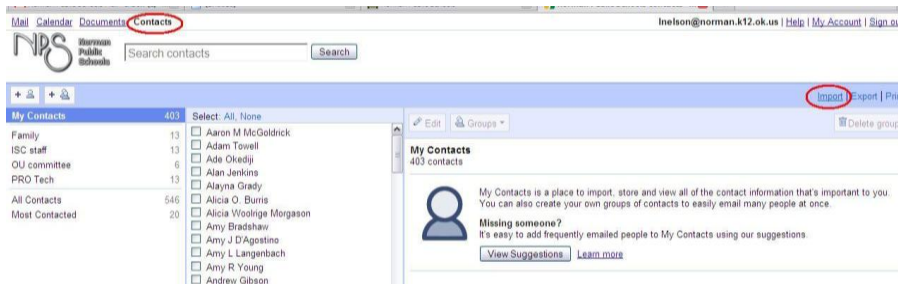 Mail Calendar Documents Contacts
lnelson@norman.k12.ok.us | Help | My Account | Sign ou
NPS Norman Public Schools
Search contacts Search
Import | Export | Pri
My Contacts 403
Family 13
ISC staff 13
OU committee 6
PRO Tech 13
All Contacts 546
Most Contacted 20
Select: All, None
Aaron M McGoldrick
Adam Towell
Ade Okediji
Alan Jenkins
Alayna Grady
Alicia O. Burris
Alicia Woolrige Morgason
Amy Bradshaw
Amy J D'Agostino
Amy L Langenbach
Amy R Young
Andrew Gibson
Edit Groups Delete group
My Contacts
403 contacts
My Contacts is a place to import, store and view all of the contact information that's important to you.
You can also create your own groups of contacts to easily email many people at once.
Missing someone?
It's easy to add frequently emailed people to My Contacts using our suggestions.
View Suggestions Learn more